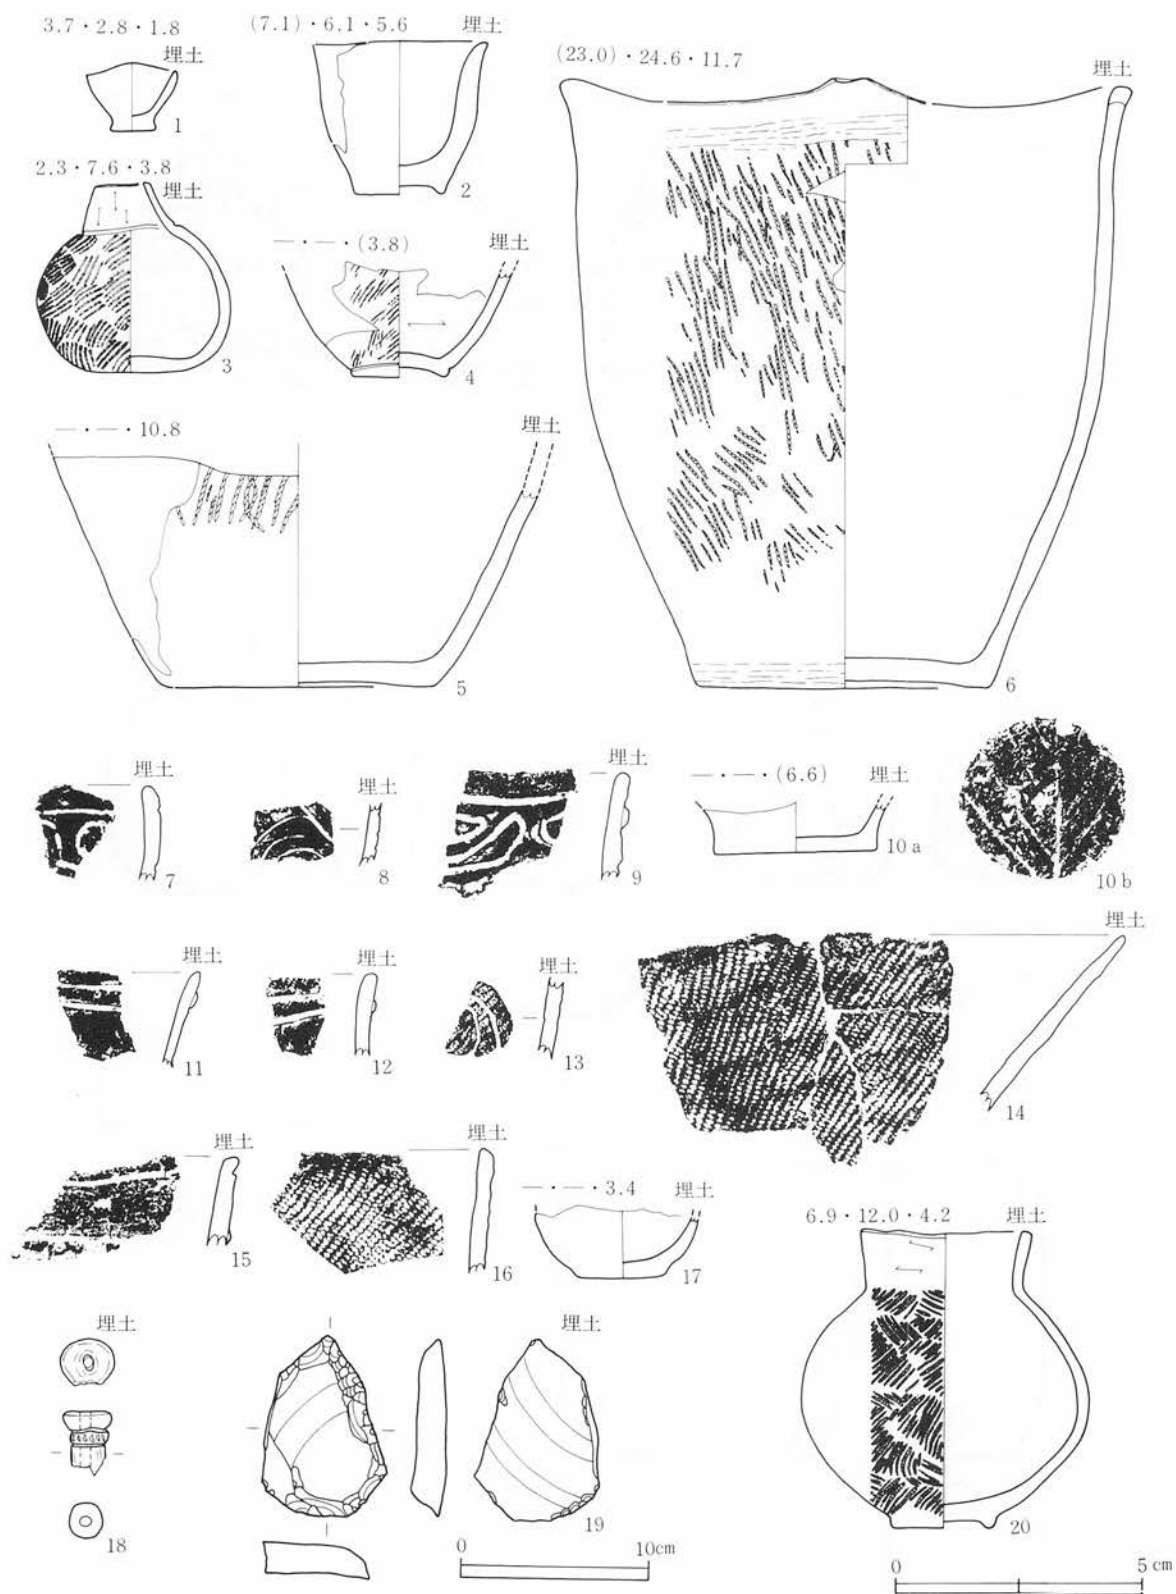 3.7・2.8・1.8
埋土
1
(7.1)・6.1・5.6
埋土
2
(23.0)・24.6・11.7
埋土
6
2.3・7.6・3.8
埋土
3
—・—・(3.8)
埋土
4
—・—・10.8
埋土
5
埋土
7
埋土
8
埋土
9
—・—・(6.6)
埋土
10a
10b
埋土
11
埋土
12
埋土
13
埋土
14
埋土
15
埋土
16
—・—・3.4
埋土
17
6.9・12.0・4.2
埋土
20
埋土
18
埋土
19
0 10cm
0 5cm